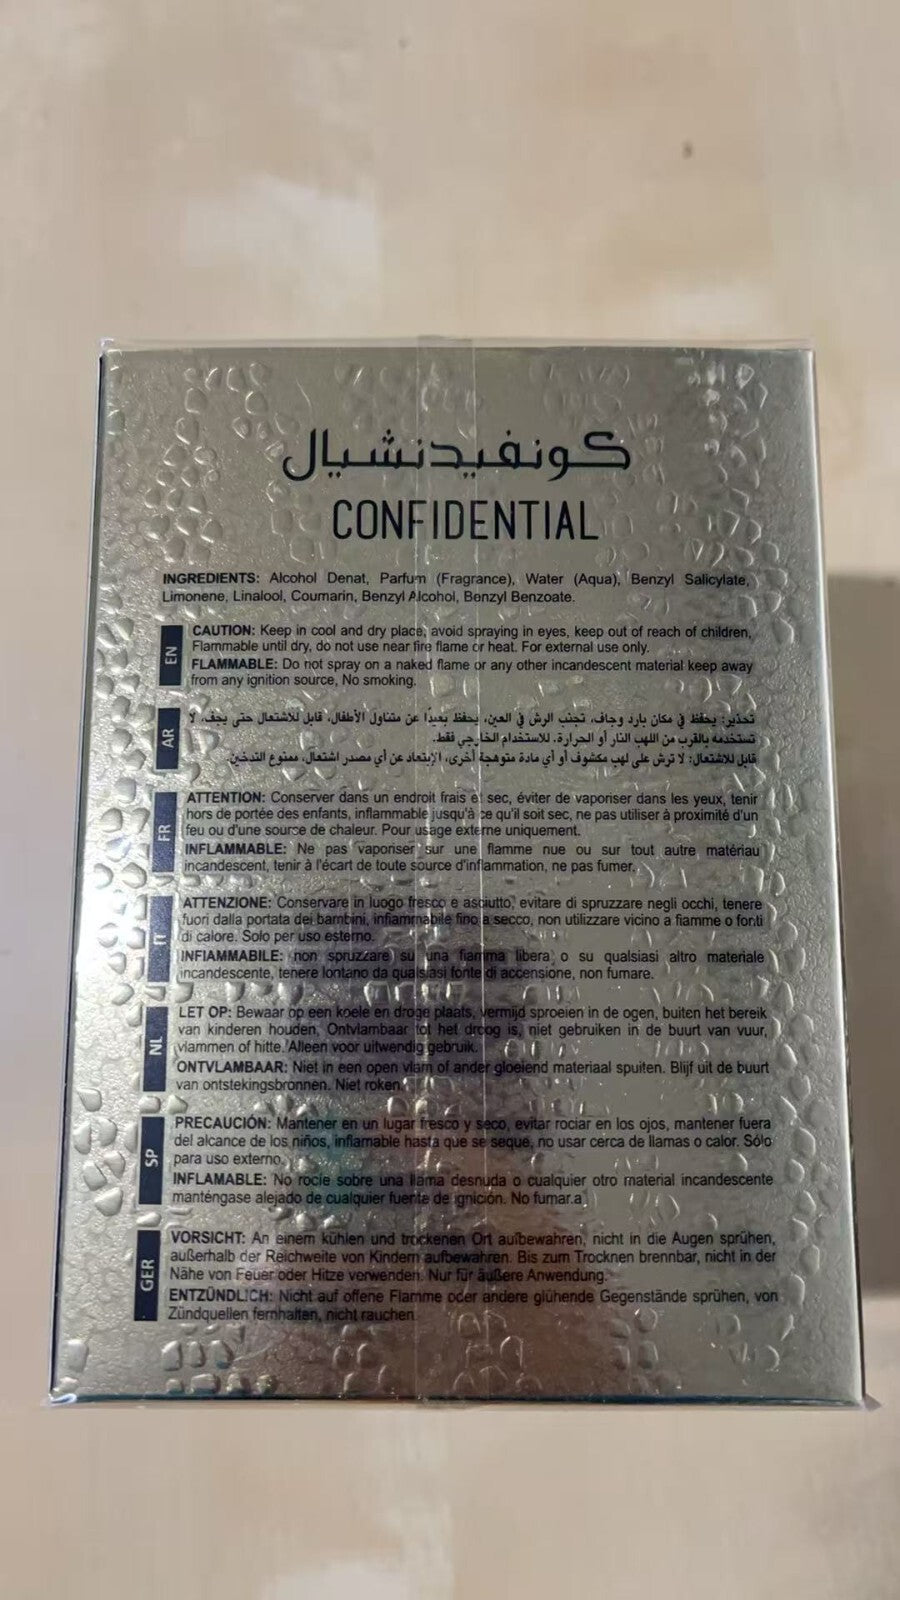 كونفيدنشيال
CONFIDENTIAL
INGREDIENTS: Alcohol Denat, Parfum (Fragrance), Water (Aqua), Benzyl Salicylate,
Limonene, Linalool, Coumarin, Benzyl Alcohol, Benzyl Benzoate.
EN
CAUTION: Keep in cool and dry place, avoid spraying in eyes, keep out of reach of children,
Flammable until dry, do not use near fire flame or heat. For external use only.
FLAMMABLE: Do not spray on a naked flame or any other incandescent material keep away
from any ignition source, No smoking.
AR
تحذير: يحفظ في مكان بارد وجاف، تجنب الرش في العين، يحفظ بعيدًا عن متناول الأطفال، قابل للاشتعال حتى يجف، لا
تستخدمه بالقرب من اللهب النار أو الحرارة. للاستخدام الخارجي فقط.
قابل للاشتعال: لا ترش على لهب مكشوف أو أي مادة متوهجة أخرى، الإبتعاد عن أي مصدر اشتعال، ممنوع التدخين.
FR
ATTENTION: Conserver dans un endroit frais et sec, éviter de vaporiser dans les yeux, tenir
hors de portée des enfants, inflammable jusqu'à ce qu'il soit sec, ne pas utiliser à proximité d'un
feu ou d'une source de chaleur. Pour usage externe uniquement.
INFLAMMABLE: Ne pas vaporiser sur une flamme nue ou sur tout autre matériau
incandescent, tenir à l'écart de toute source d'inflammation, ne pas fumer.
IT
ATTENZIONE: Conservare in luogo fresco e asciutto, evitare di spruzzare negli occhi, tenere
fuori dalla portata dei bambini, infiammabile fino a secco, non utilizzare vicino a fiamme o fonti
di calore. Solo per uso esterno.
INFIAMMABILE: non spruzzare su una fiamma libera o su qualsiasi altro materiale
incandescente, tenere lontano da qualsiasi fonte di accensione, non fumare.
NL
LET OP: Bewaar op een koele en droge plaats, vermijd sproeien in de ogen, buiten het bereik
van kinderen houden, Ontvlambaar tot het droog is, niet gebruiken in de buurt van vuur,
vlammen of hitte. Alleen voor uitwendig gebruik.
ONTVLAMBAAR: Niet in een open vlam of ander gloeiend materiaal spuiten. Blijf uit de buurt
van ontstekingsbronnen. Niet roken.
SP
PRECAUCIÓN: Mantener en un lugar fresco y seco, evitar rociar en los ojos, mantener fuera
del alcance de los niños, inflamable hasta que se seque, no usar cerca de llamas o calor. Sólo
para uso externo.
INFLAMABLE: No rocíe sobre una llama desnuda o cualquier otro material incandescente
manténgase alejado de cualquier fuente de ignición. No fumar.a
GER
VORSICHT: An einem kühlen und trockenen Ort aufbewahren, nicht in die Augen sprühen,
außerhalb der Reichweite von Kindern aufbewahren. Bis zum Trocknen brennbar, nicht in der
Nähe von Feuer oder Hitze verwenden. Nur für äußere Anwendung.
ENTZÜNDLICH: Nicht auf offene Flamme oder andere glühende Gegenstände sprühen, von
Zündquellen fernhalten, nicht rauchen.